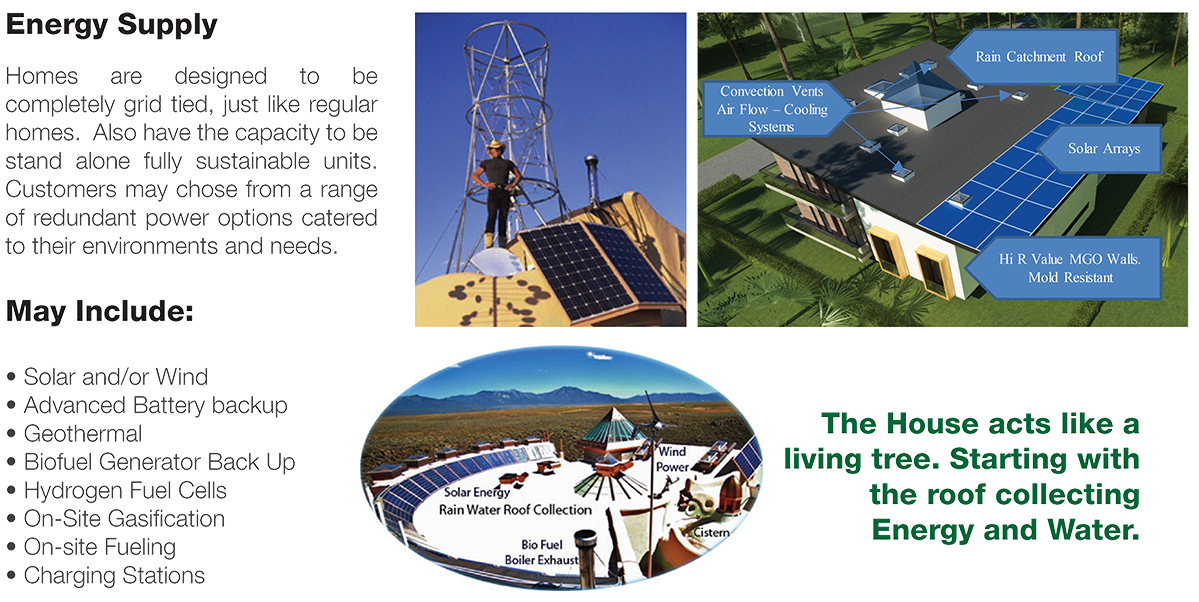 Energy Supply
Homes are designed to be
completely grid tied, just like regular
homes. Also have the capacity to be
stand alone fully sustainable units.
Customers may chose from a range
of redundant power options catered
to their environments and needs.
May Include:
• Solar and/or Wind
• Advanced Battery backup
• Geothermal
• Biofuel Generator Back Up
• Hydrogen Fuel Cells
• On-Site Gasification
• On-site Fueling
• Charging Stations
Rain Catchment Roof
Convection Vents
Air Flow – Cooling
Systems
Solar Arrays
Hi R Value MGO Walls.
Mold Resistant
Wind
Power
Solar Energy
Rain Water Roof Collection
Cistern
Bio Fuel
Boiler Exhaust
The House acts like a
living tree. Starting with
the roof collecting
Energy and Water.